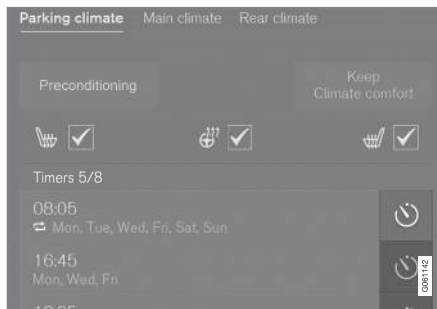 Parking climate Main climate Rear climate
Preconditioning
Keep
Climate comfort
Timers 5/8
08:05
Mon, Tue, Wed, Fri, Sat, Sun
16:45
Mon, Wed, Fri
G061142